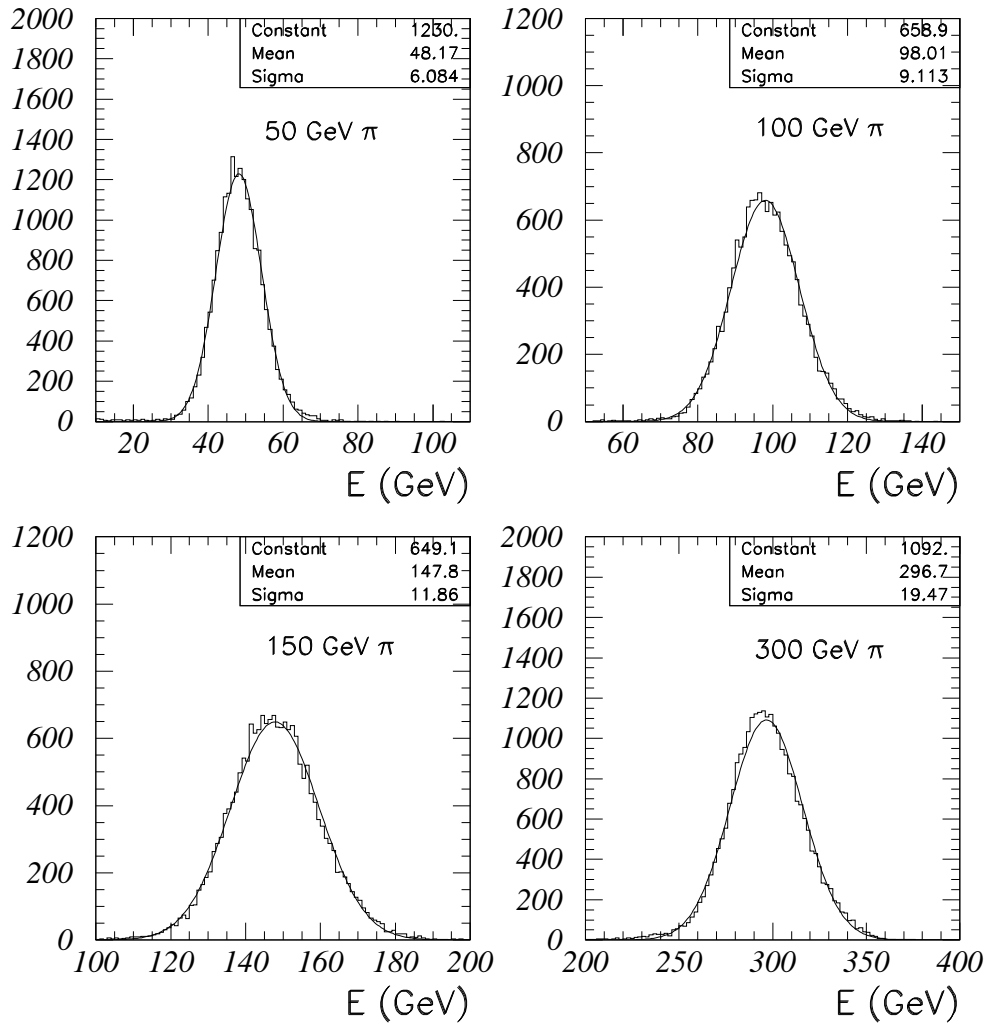 2000
1800
1600
1400
1200
1000
800
600
400
200
0
Constant 1230.
Mean 48.17
Sigma 6.084
50 GeV π
20 40 60 80 100
E (GeV)
1200
1000
800
600
400
200
0
Constant 658.9
Mean 98.01
Sigma 9.113
100 GeV π
60 80 100 120 140
E (GeV)
1200
1000
800
600
400
200
0
Constant 649.1
Mean 147.8
Sigma 11.86
150 GeV π
100 120 140 160 180 200
E (GeV)
2000
1800
1600
1400
1200
1000
800
600
400
200
0
Constant 1092.
Mean 296.7
Sigma 19.47
300 GeV π
200 250 300 350 400
E (GeV)